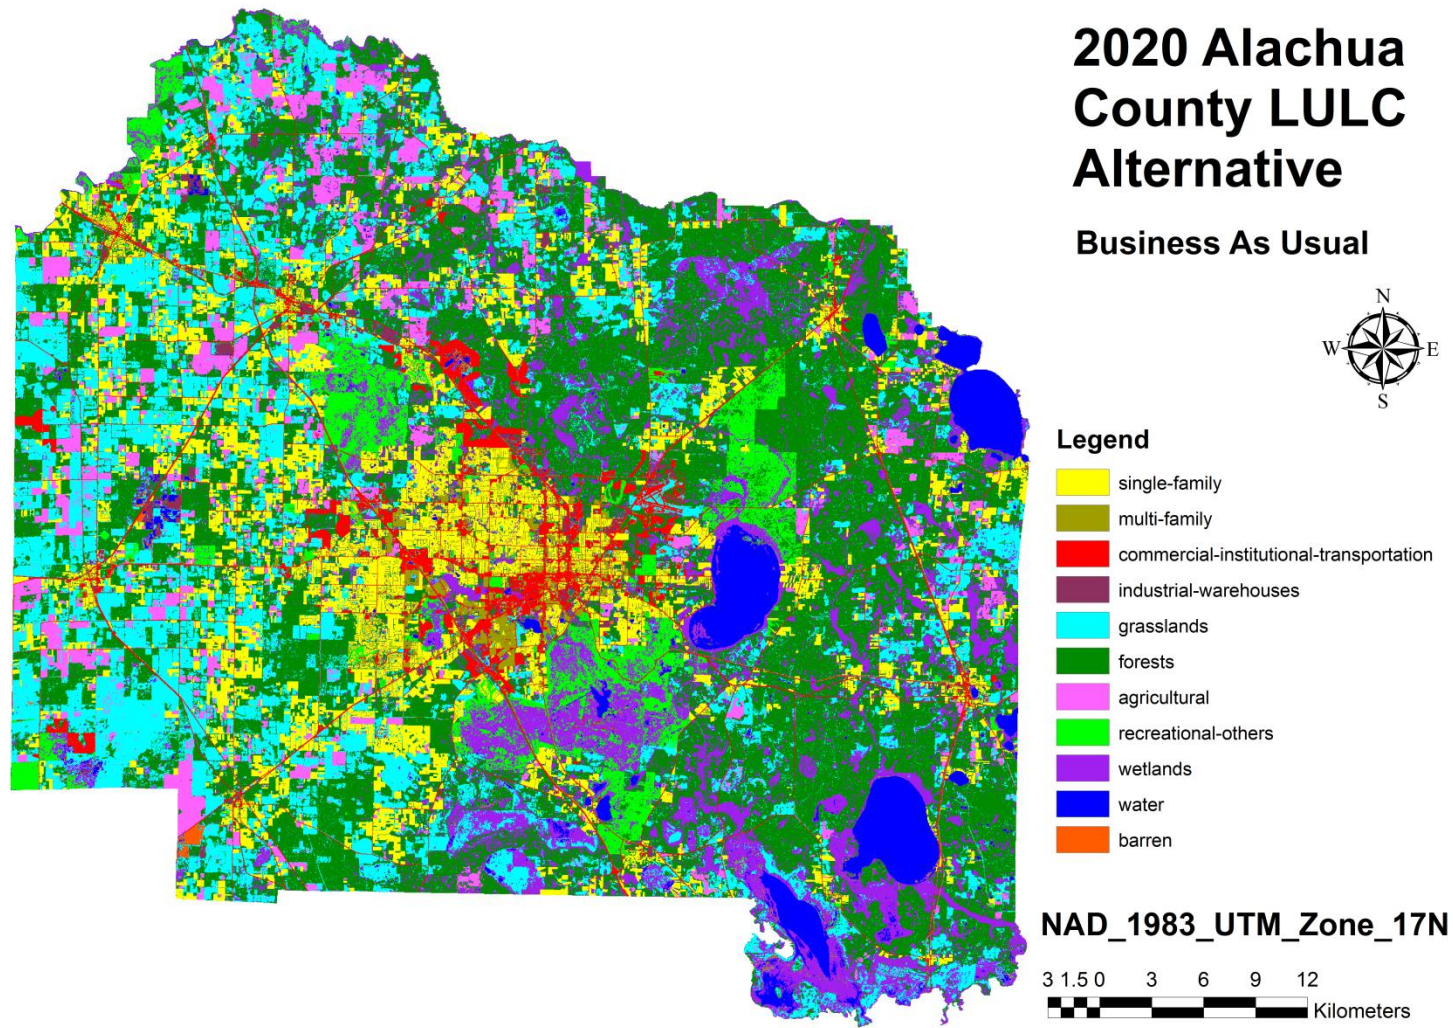 2020 Alachua
County LULC
Alternative
Business As Usual
N
W E
S
Legend
single-family
multi-family
commercial-institutional-transportation
industrial-warehouses
grasslands
forests
agricultural
recreational-others
wetlands
water
barren
NAD_1983_UTM_Zone_17N
3 1.5 0 3 6 9 12
Kilometers